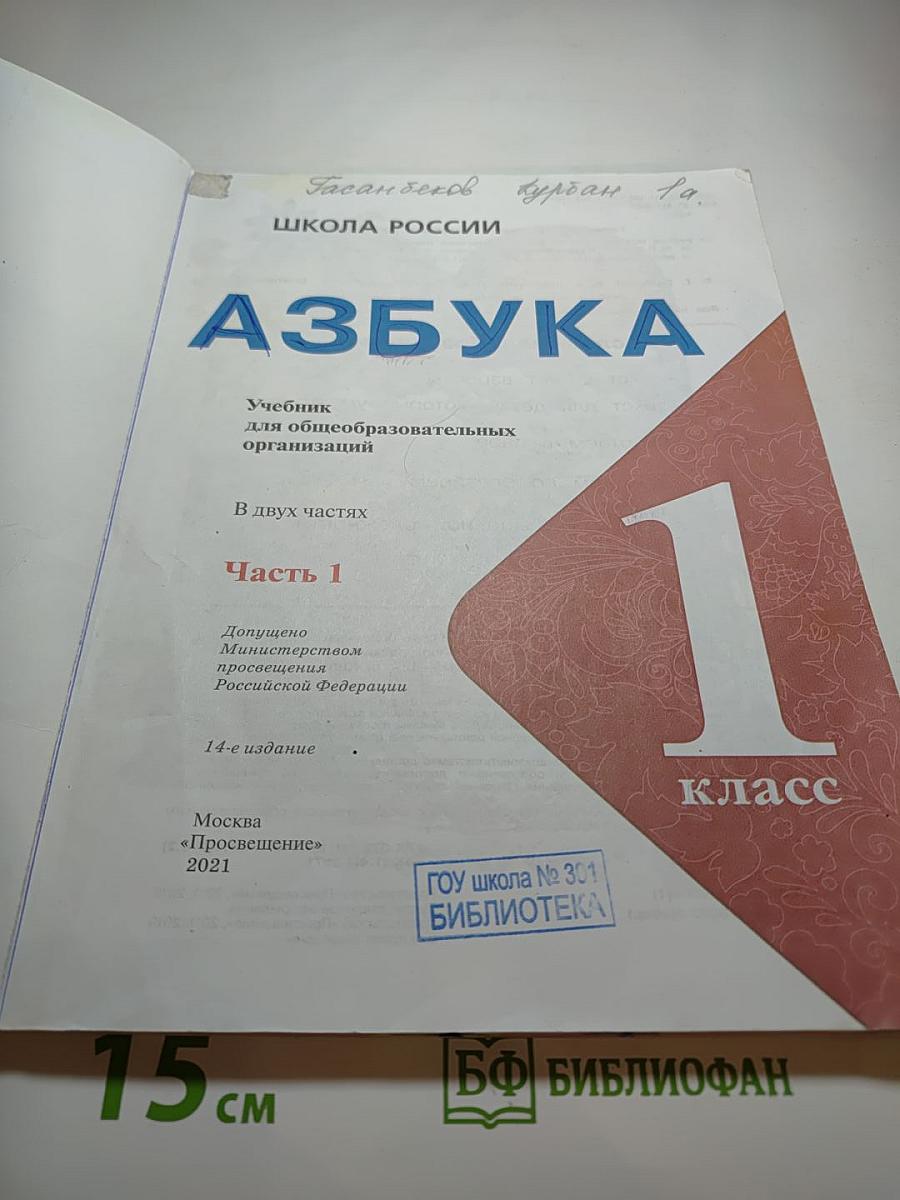 Гасанбеков Курбан 1а.
ШКОЛА РОССИИ
АЗБУКА
Учебник
для общеобразовательных
организаций
В двух частях
Часть 1
Допущено
Министерством
просвещения
Российской Федерации
14-е издание
1
класс
Москва
«Просвещение»
2021
ГОУ школа № 301
БИБЛИОТЕКА
15 см
БФ БИБЛИОФАН